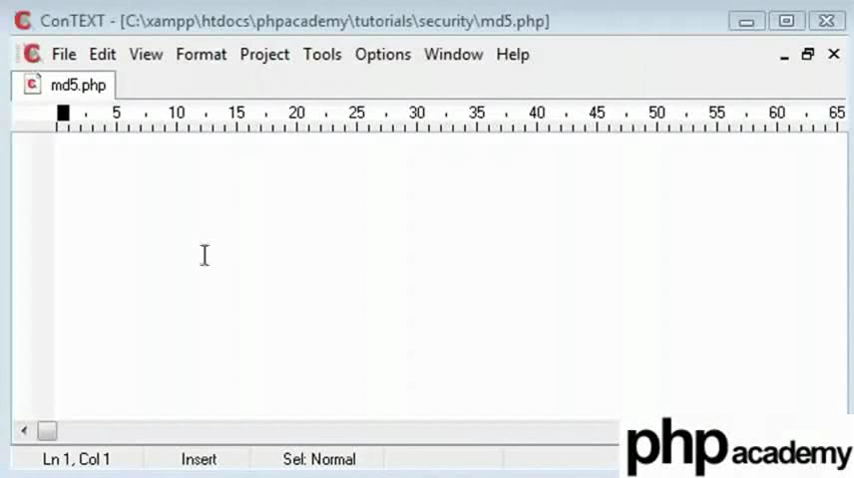 ConTEXT - [C:\xampp\htdocs\phpacademy\tutorials\security\md5.php]
File Edit View Format Project Tools Options Window Help
md5.php
5 10 15 20 25 30 35 40 45 50 55 60 65
Ln 1, Col 1 Insert Sel: Normal
php academy